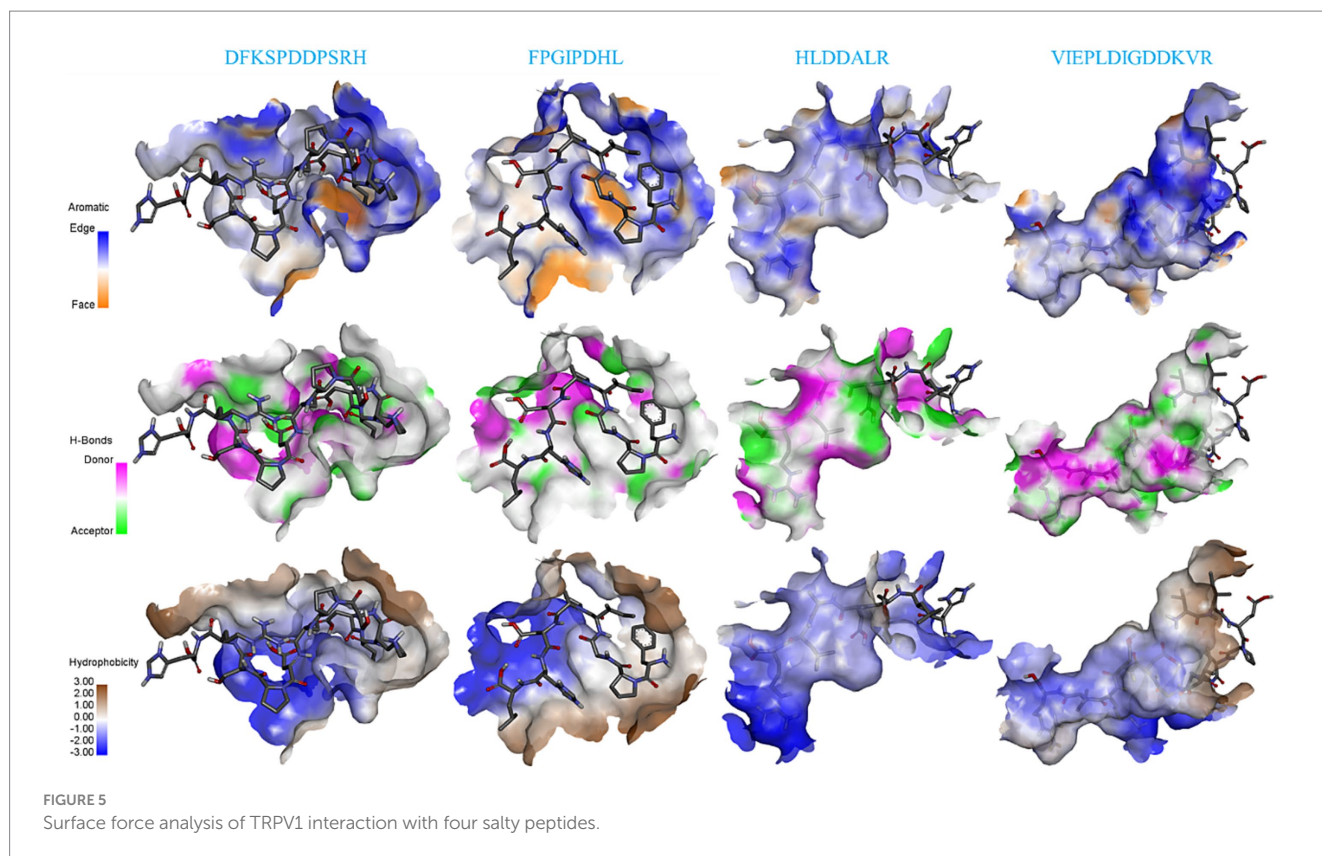 DFKSPDDPSRH FPGIPDHL HLDDALR VIEPLDIGDDKVR
Aromatic
Edge
Face
H-Bonds
Donor
Acceptor
Hydrophobicity
3.00
2.00
1.00
0.00
-1.00
-2.00
-3.00
FIGURE 5
Surface force analysis of TRPV1 interaction with four salty peptides.